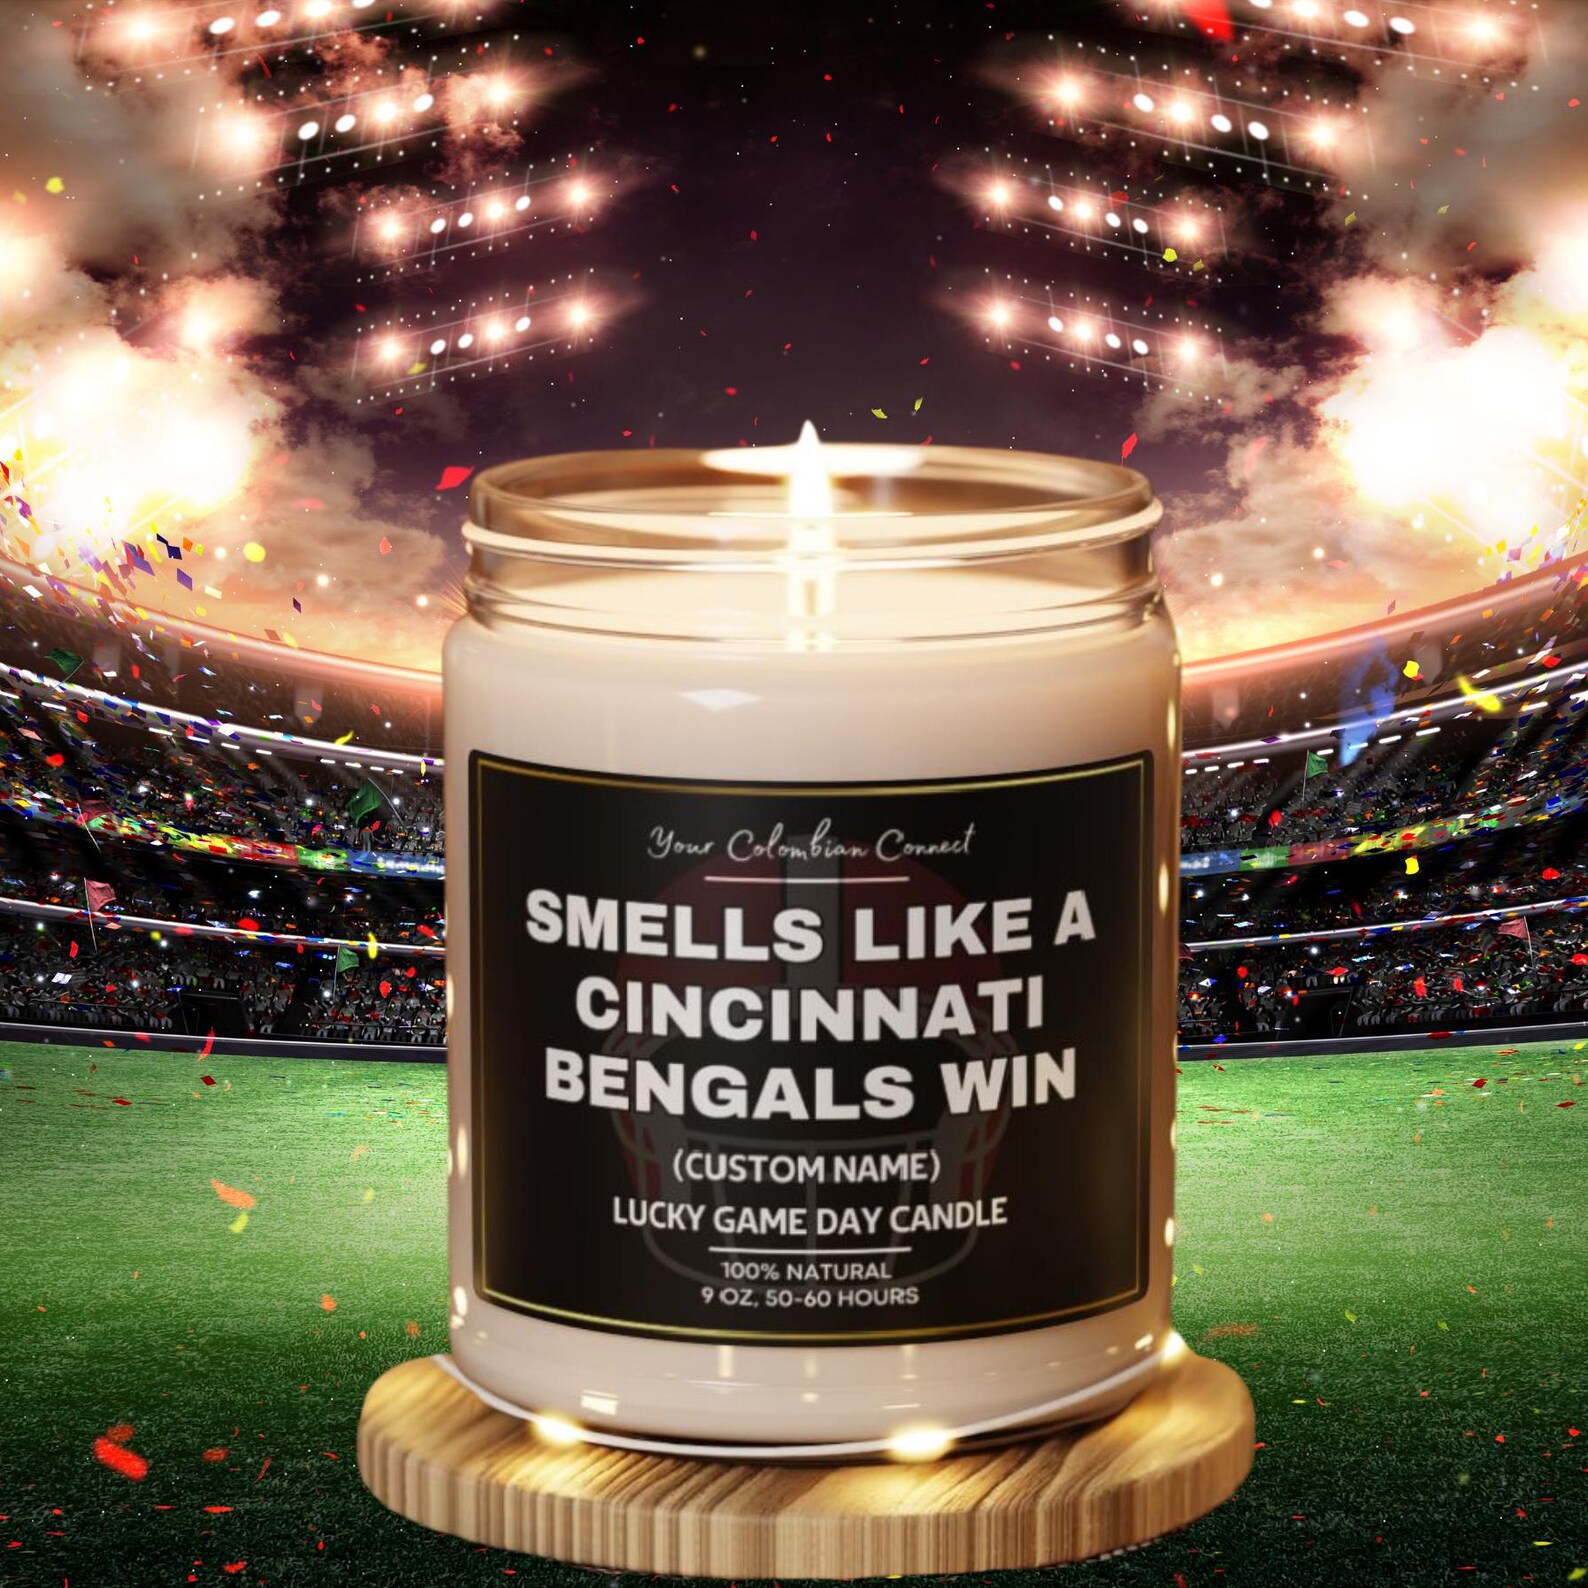 Your Colombian Connect
SMELLS LIKE A
CINCINNATI
BENGALS WIN
(CUSTOM NAME)
LUCKY GAME DAY CANDLE
100% NATURAL
9 OZ, 50-60 HOURS